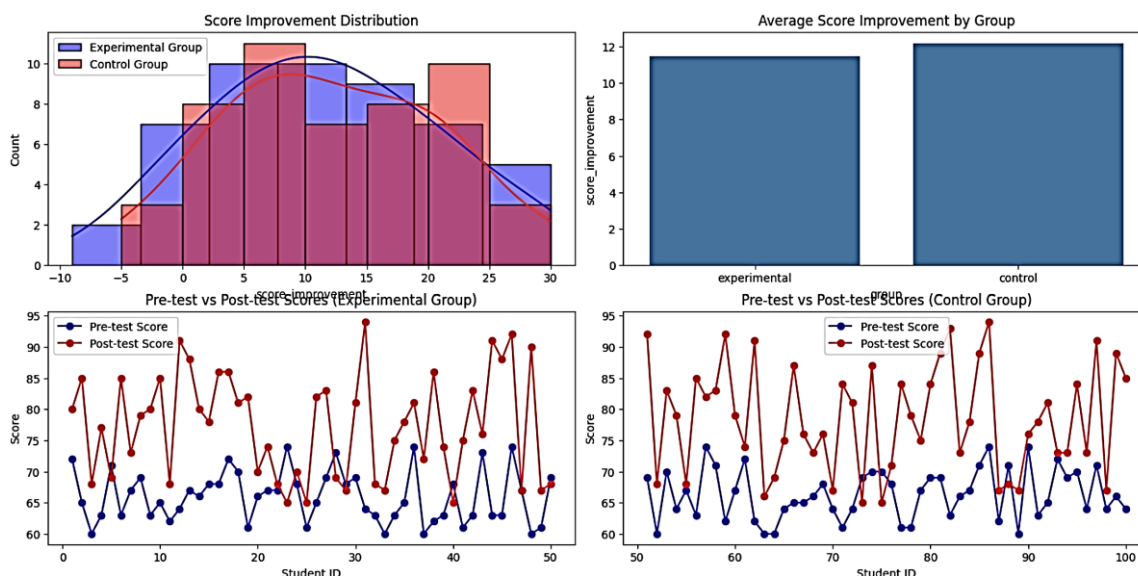 Score Improvement Distribution
Experimental Group
Control Group
Count
0
2
4
6
8
10
−10
−5
0
5
10
15
20
25
30
score_improvement
Average Score Improvement by Group
score_improvement
0
2
4
6
8
10
12
experimental
control
group
Pre-test vs Post-test Scores (Experimental Group)
Pre-test Score
Post-test Score
Score
60
65
70
75
80
85
90
95
0
10
20
30
40
50
Student ID
Pre-test vs Post-test Scores (Control Group)
Pre-test Score
Post-test Score
Score
60
65
70
75
80
85
90
95
50
60
70
80
90
100
Student ID